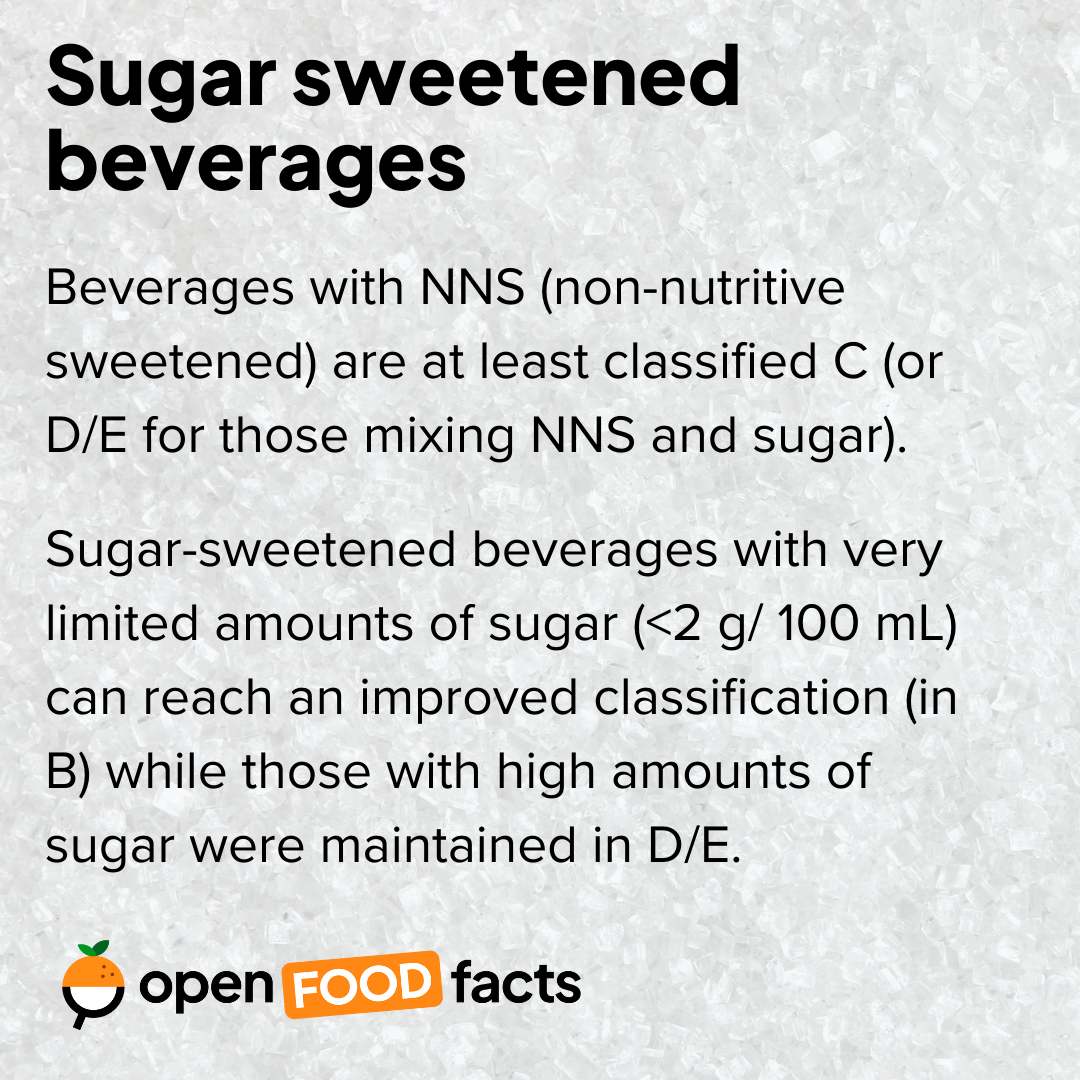 Sugar sweetened
beverages
Beverages with NNS (non-nutritive
sweetened) are at least classified C (or
D/E for those mixing NNS and sugar).
Sugar-sweetened beverages with very
limited amounts of sugar (<2 g/ 100 mL)
can reach an improved classification (in
B) while those with high amounts of
sugar were maintained in D/E.
open FOOD facts